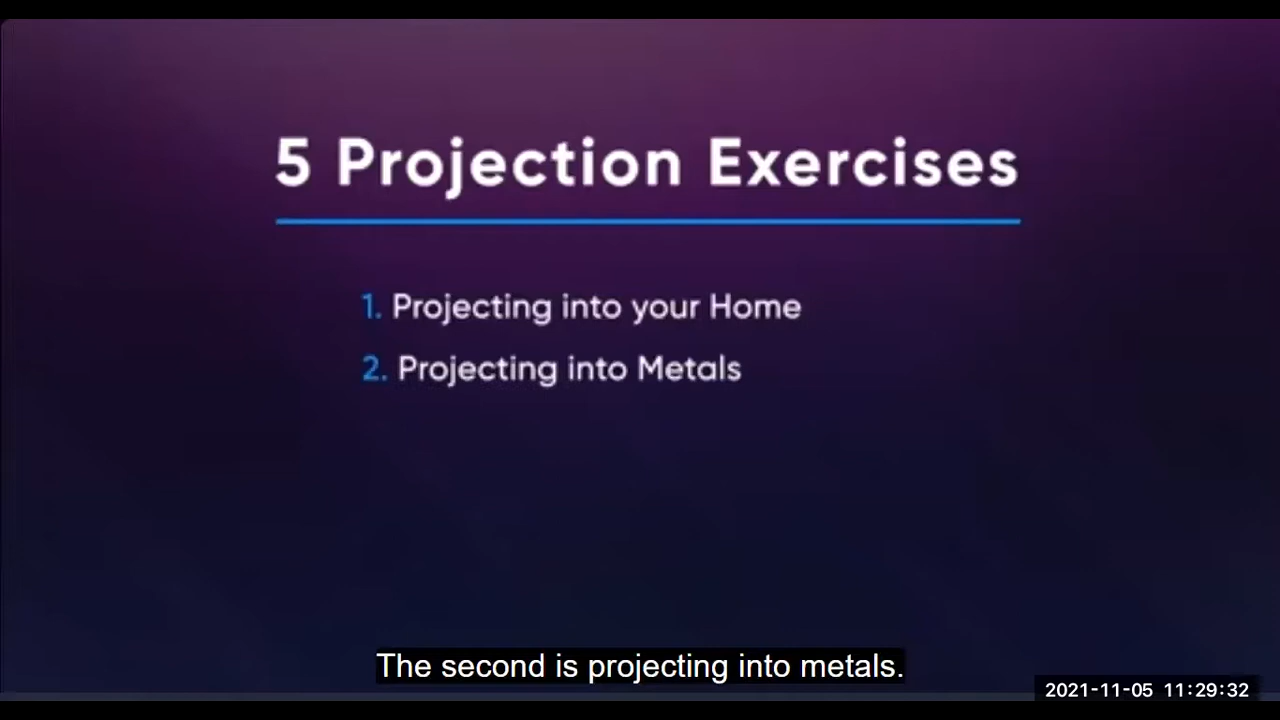 5 Projection Exercises
1. Projecting into your Home
2. Projecting into Metals
The second is projecting into metals.
2021-11-05 11:29:32